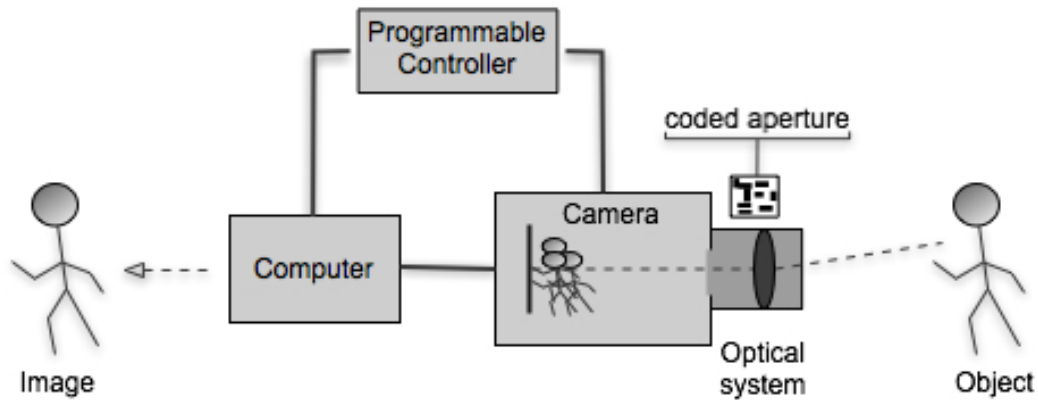 Programmable
Controller
coded aperture
Camera
Computer
Optical
system
Image
Object